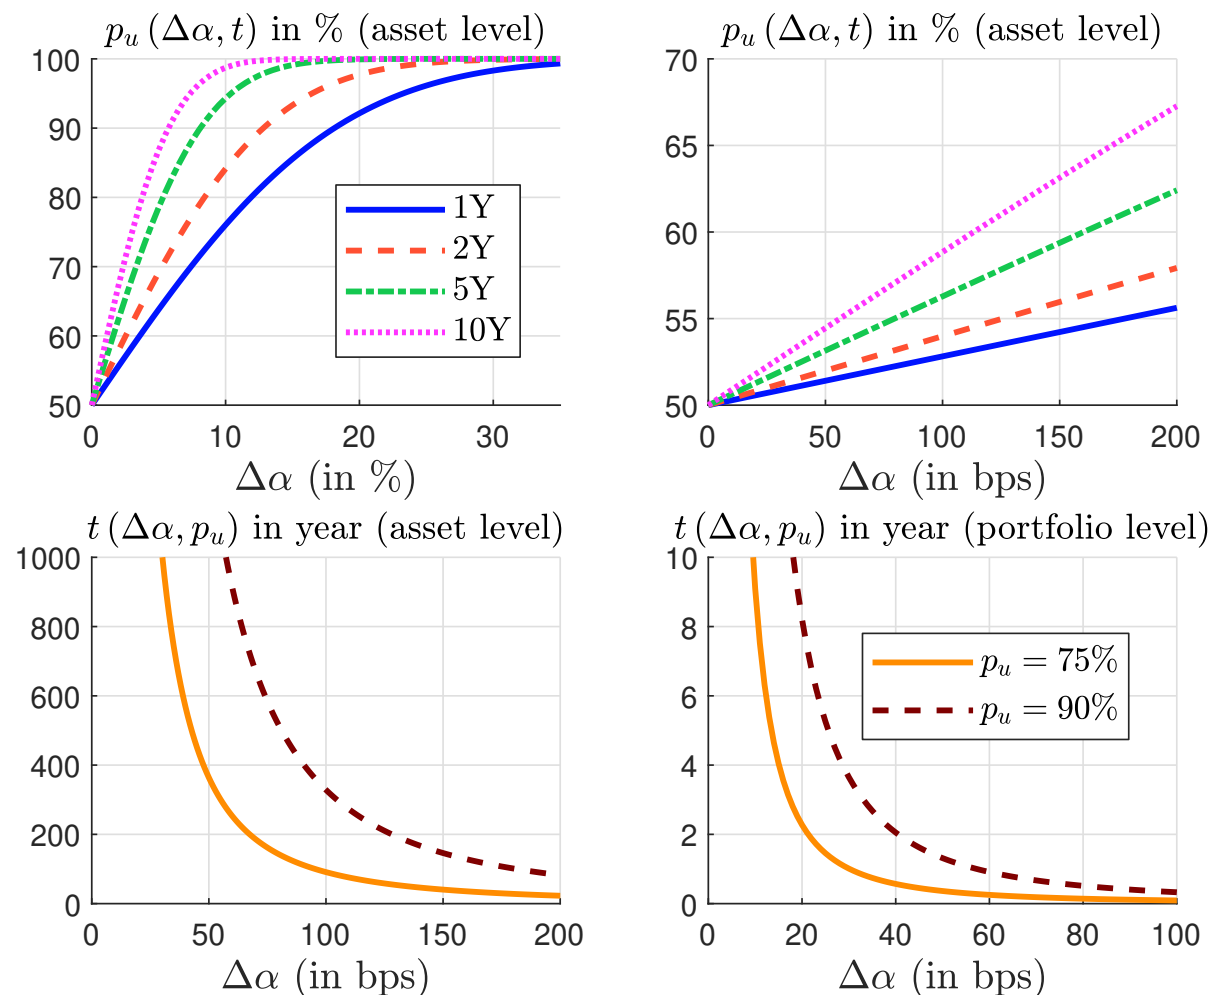 p_u (Δα, t) in % (asset level)
100
90
80
70
60
50
0 10 20 30
Δα (in %)
1Y
2Y
5Y
10Y
p_u (Δα, t) in % (asset level)
70
65
60
55
50
0 50 100 150 200
Δα (in bps)
t (Δα, p_u) in year (asset level)
1000
800
600
400
200
0
0 50 100 150 200
Δα (in bps)
t (Δα, p_u) in year (portfolio level)
10
8
6
4
2
0
0 20 40 60 80 100
Δα (in bps)
p_u = 75%
p_u = 90%